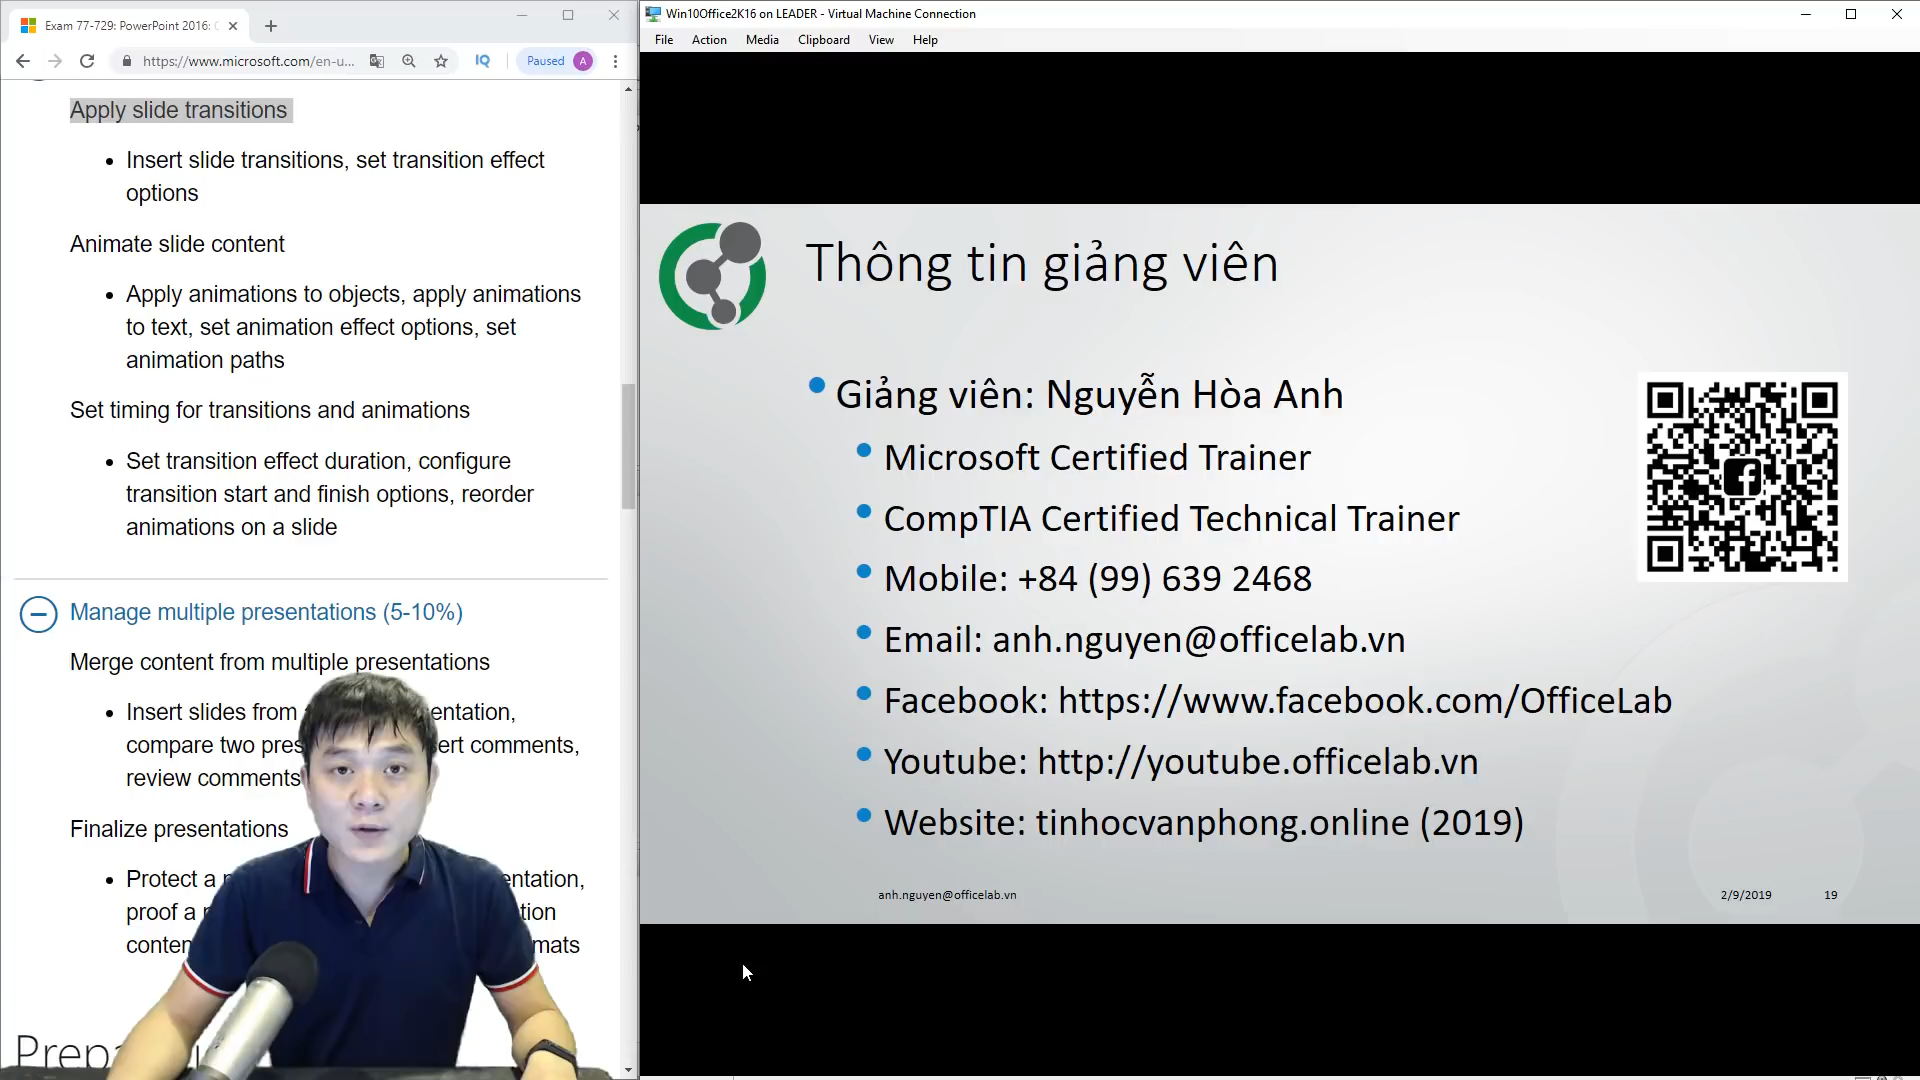 Exam 77-729: PowerPoint 2016:
https://www.microsoft.com/en-u...
IQ
Paused
A
Apply slide transitions
• Insert slide transitions, set transition effect
options
Animate slide content
• Apply animations to objects, apply animations
to text, set animation effect options, set
animation paths
Set timing for transitions and animations
• Set transition effect duration, configure
transition start and finish options, reorder
animations on a slide
Manage multiple presentations (5-10%)
Merge content from multiple presentations
• Insert slides from entation,
compare two pres ert comments,
review comments
Finalize presentations
• Protect a entation,
proof a tion
conten mats
Prepa
Win10Office2K16 on LEADER - Virtual Machine Connection
File Action Media Clipboard View Help
Thông tin giảng viên
• Giảng viên: Nguyễn Hòa Anh
• Microsoft Certified Trainer
• CompTIA Certified Technical Trainer
• Mobile: +84 (99) 639 2468
• Email: anh.nguyen@officelab.vn
• Facebook: https://www.facebook.com/OfficeLab
• Youtube: http://youtube.officelab.vn
• Website: tinhocvanphong.online (2019)
anh.nguyen@officelab.vn 2/9/2019 19